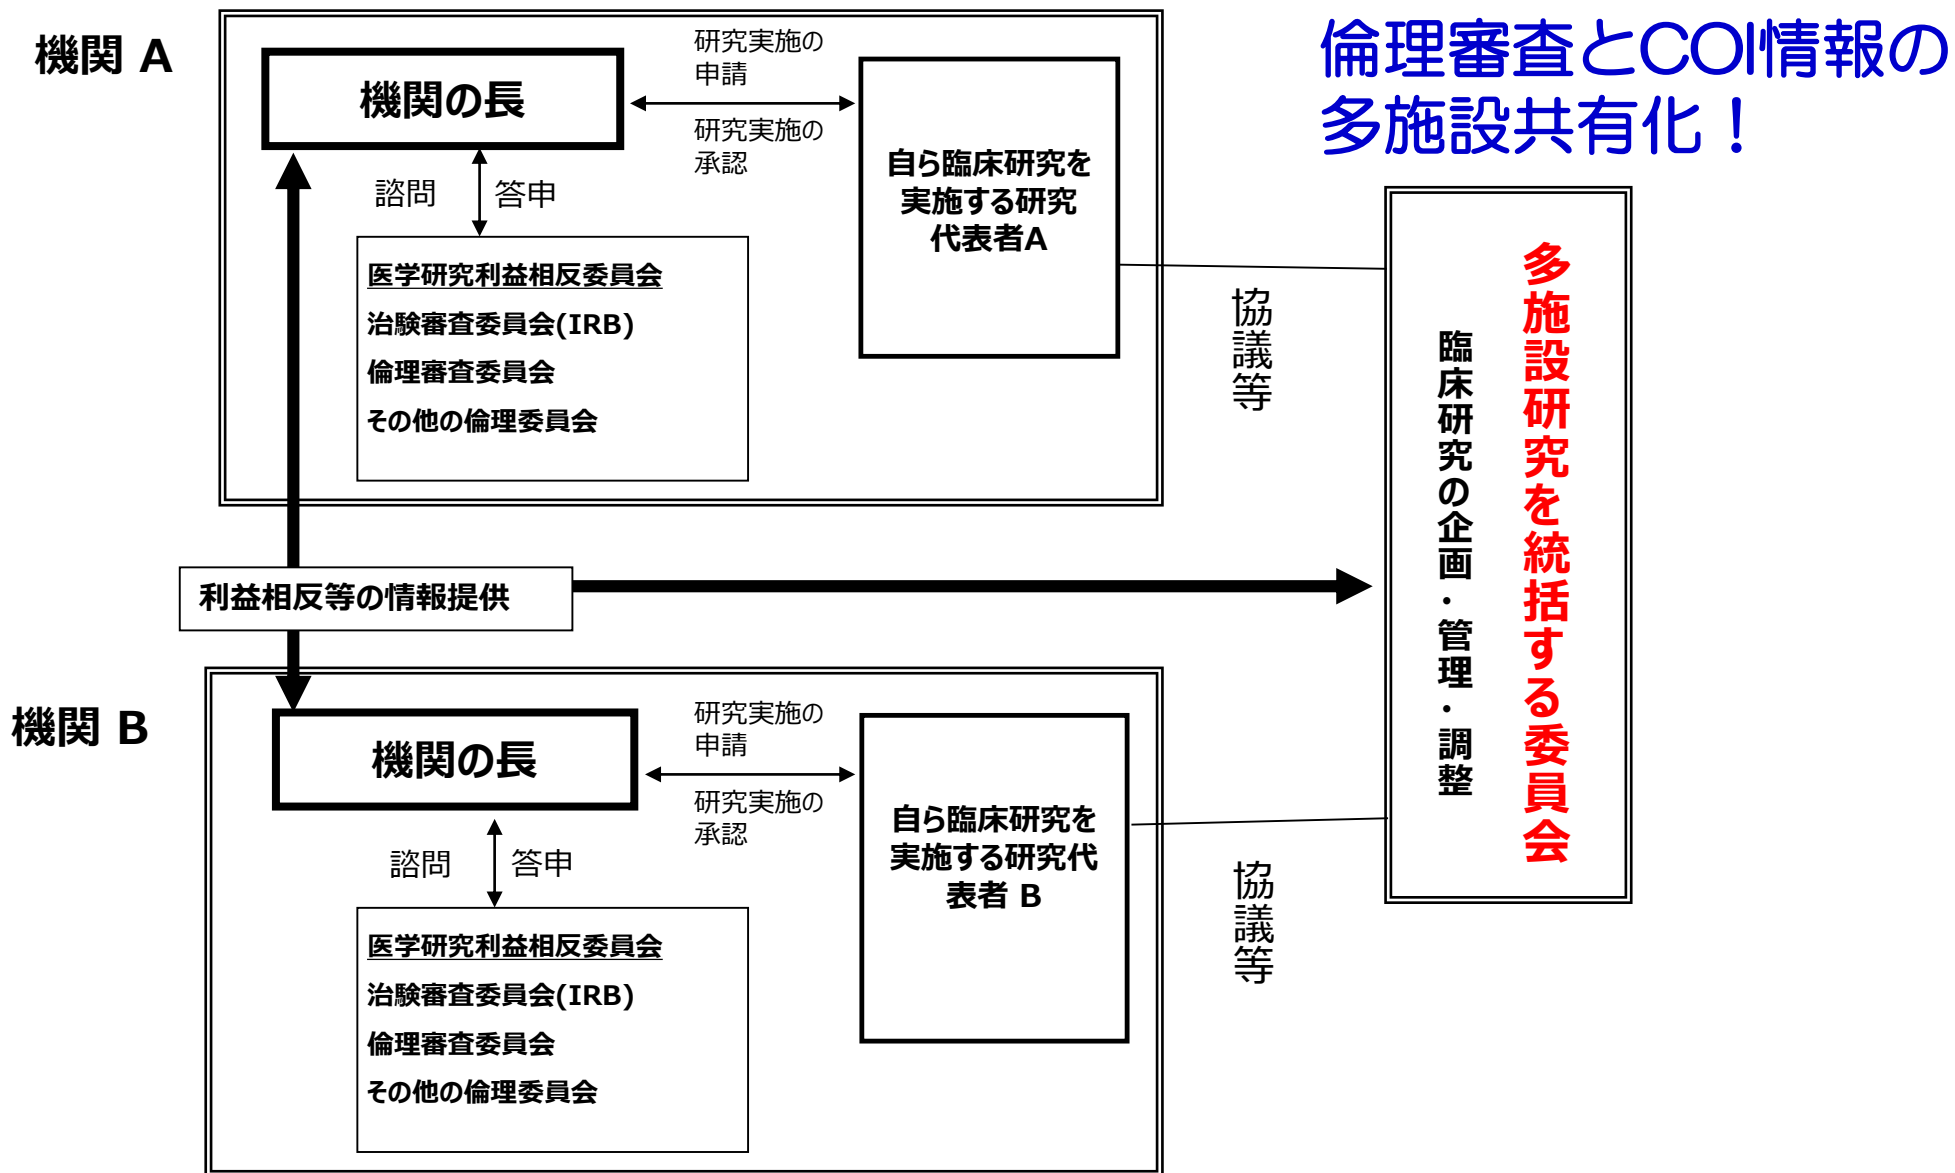 倫理審査とCOI情報の
多施設共有化！
機関 A
機関の長
研究実施の
申請
研究実施の
承認
自ら臨床研究を
実施する研究
代表者A
諮問
答申
医学研究利益相反委員会
治験審査委員会(IRB)
倫理審査委員会
その他の倫理委員会
協議等
多施設研究を統括する委員会
臨床研究の企画・管理・調整
利益相反等の情報提供
機関 B
機関の長
研究実施の
申請
研究実施の
承認
自ら臨床研究を
実施する研究代
表者 B
諮問
答申
医学研究利益相反委員会
治験審査委員会(IRB)
倫理審査委員会
その他の倫理委員会
協議等